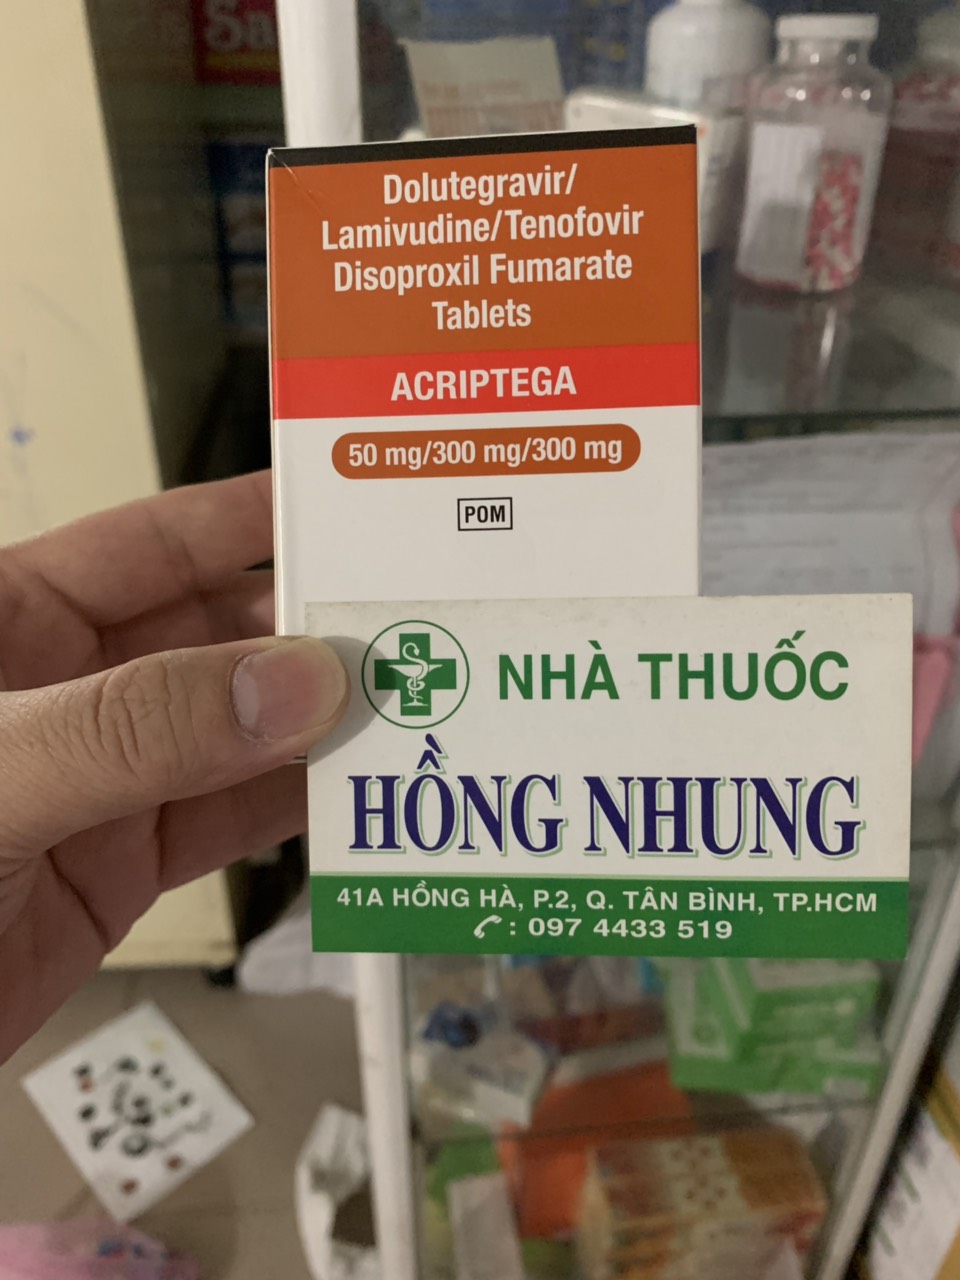 Dolutegravir/
Lamivudine/Tenofovir
Disoproxil Fumarate
Tablets
ACRIPTEGA
50 mg/300 mg/300 mg
POM
NHÀ THUỐC
HỒNG NHUNG
41A HỒNG HÀ, P.2, Q. TÂN BÌNH, TP.HCM
: 097 4433 519